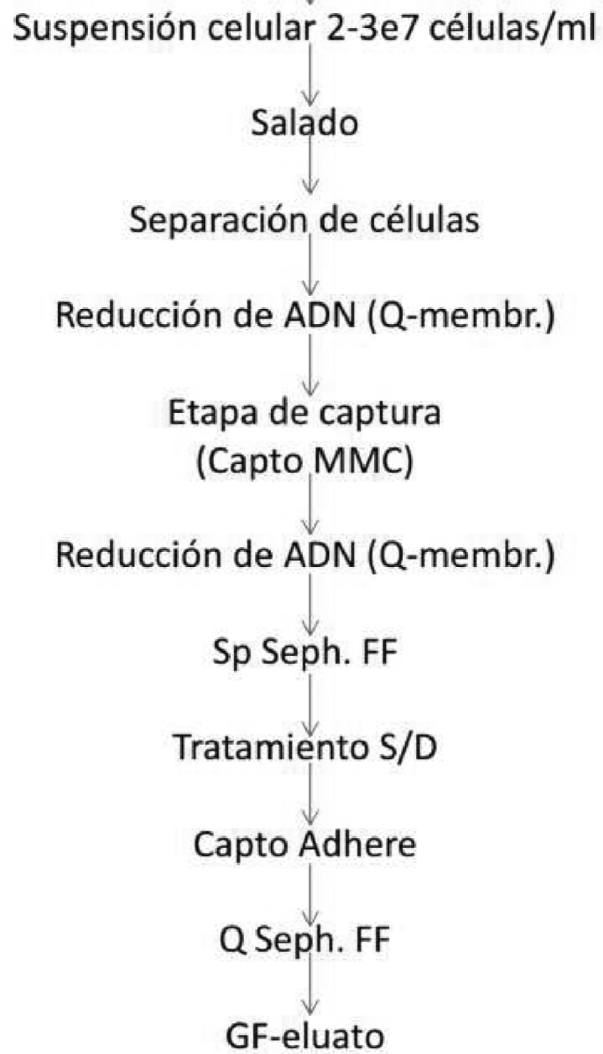 Suspensión celular 2-3e7 células/ml
Salado
Separación de células
Reducción de ADN (Q-membr.)
Etapa de captura
(Capto MMC)
Reducción de ADN (Q-membr.)
Sp Seph. FF
Tratamiento S/D
Capto Adhere
Q Seph. FF
GF-eluato